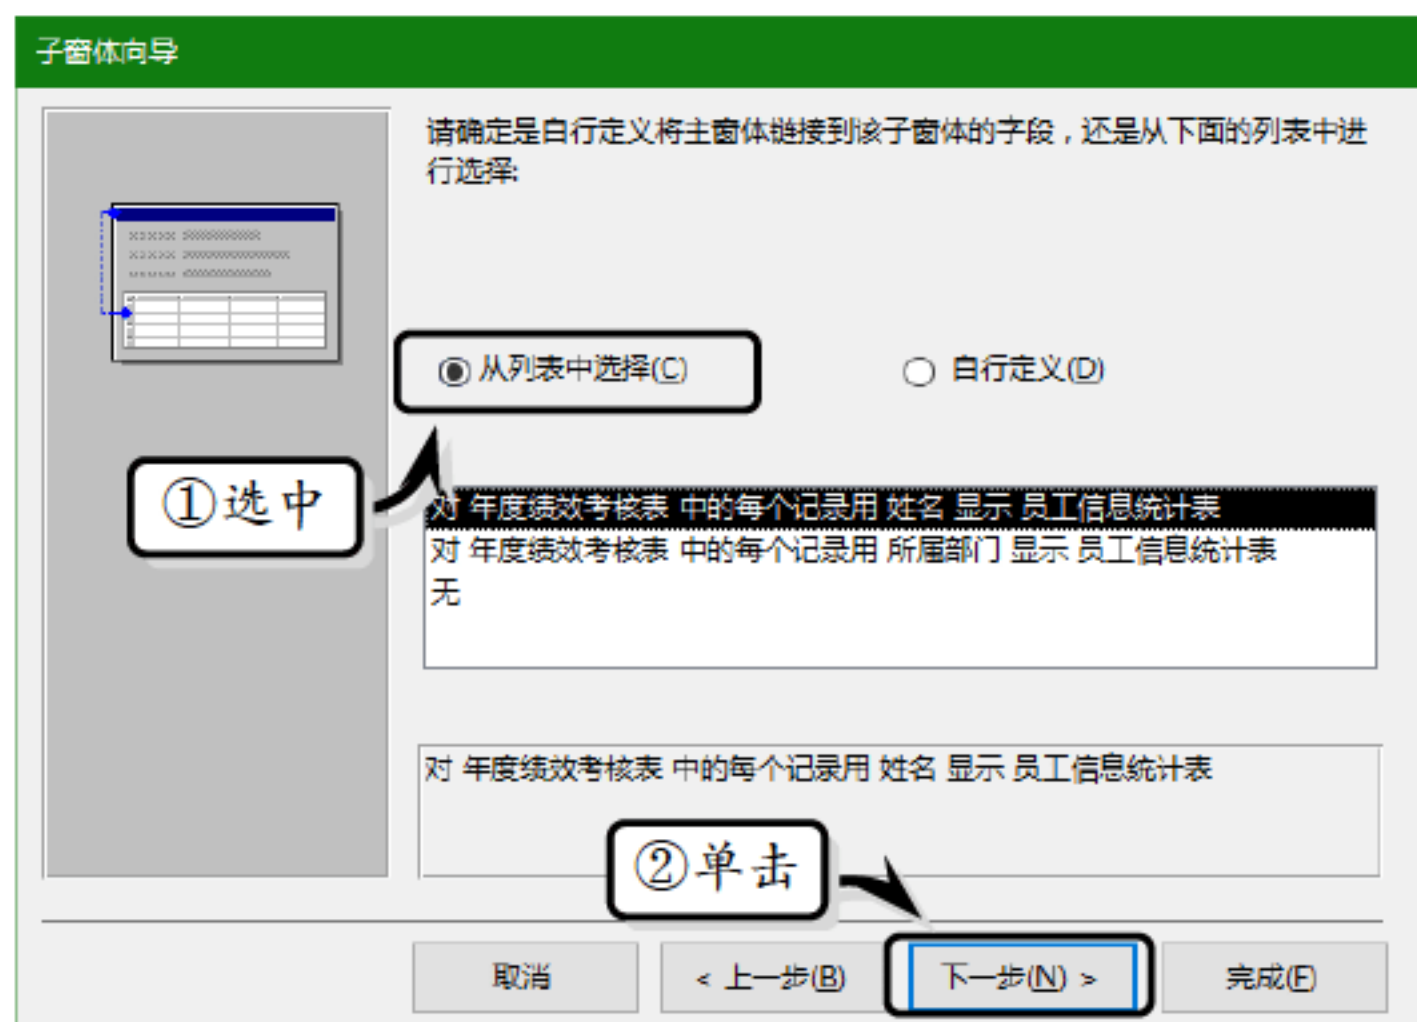 子窗体向导
请确定是自行定义将主窗体链接到该子窗体的字段，还是从下面的列表中进
行选择:
从列表中选择(C)
自行定义(D)
①选中
对 年度绩效考核表 中的每个记录用 姓名 显示 员工信息统计表
对 年度绩效考核表 中的每个记录用 所属部门 显示 员工信息统计表
无
对 年度绩效考核表 中的每个记录用 姓名 显示 员工信息统计表
②单击
取消
< 上一步(B)
下一步(N) >
完成(F)